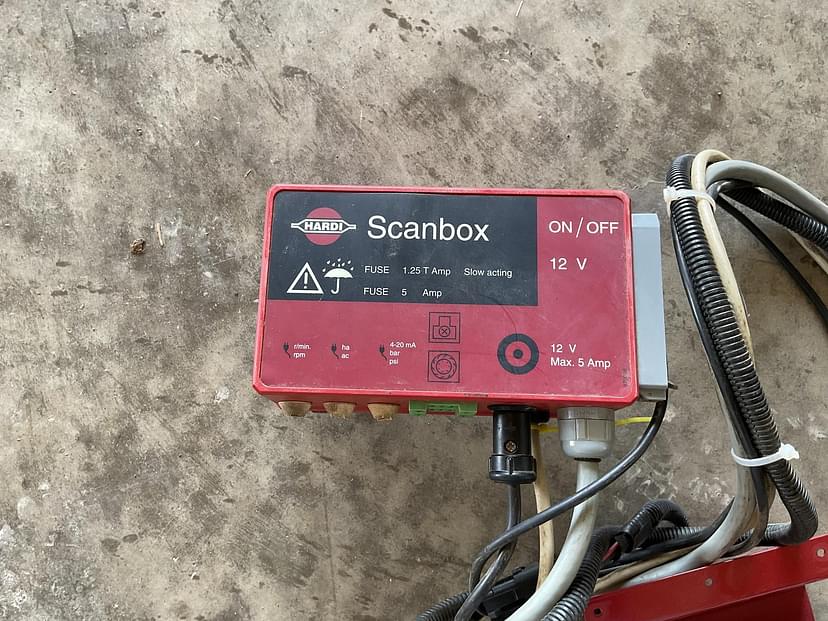 HARDI
Scanbox
ON / OFF
12 V
FUSE 1.25 T Amp Slow acting
FUSE 5 Amp
r/min.
rpm
ha
ac
4-20 mA
bar
psi
12 V
Max. 5 Amp